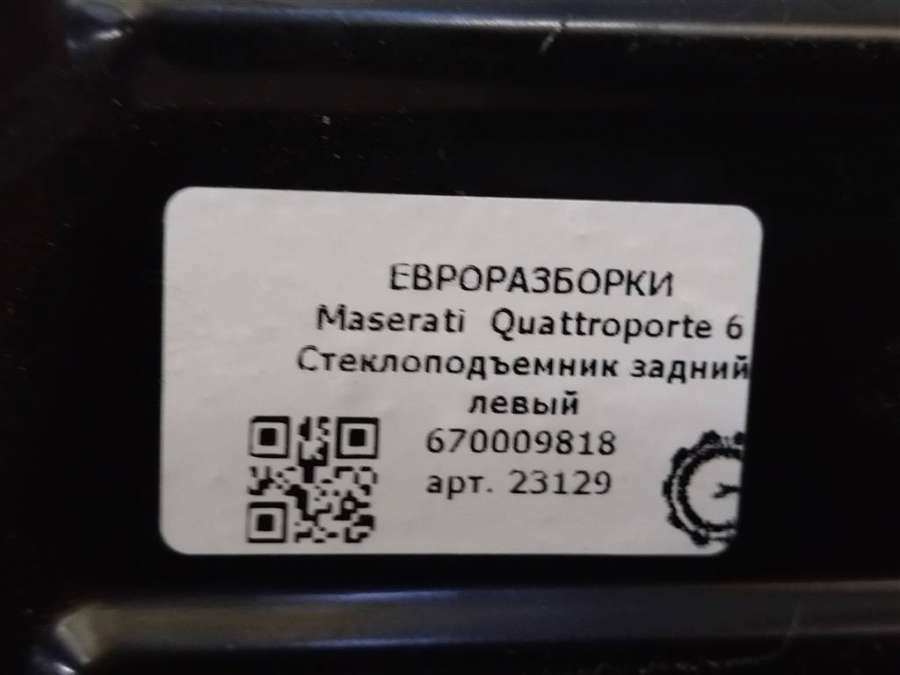 ЕВРОРАЗБОРКИ
Maserati Quattroporte 6
Стеклоподъемник задний
левый
670009818
арт. 23129